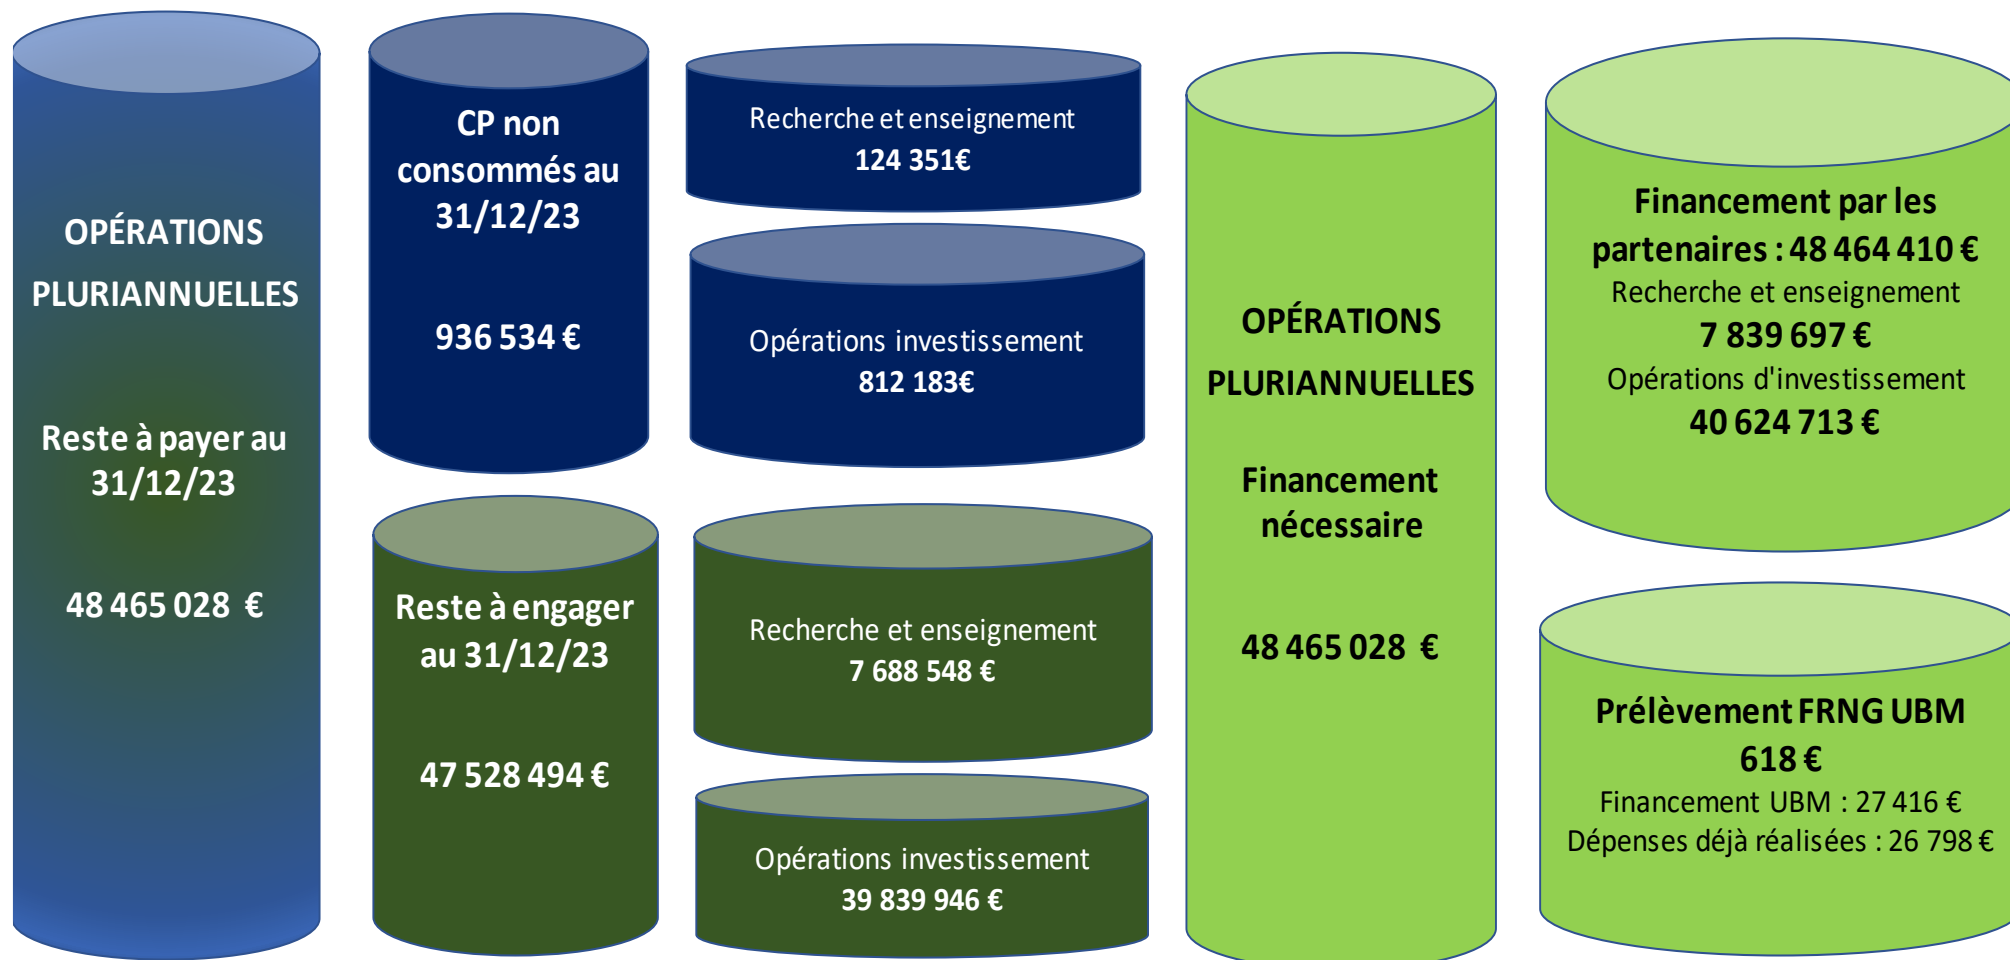 OPÉRATIONS
PLURIANNUELLES
Reste à payer au
31/12/23
48 465 028 €
CP non
consommés au
31/12/23
936 534 €
Recherche et enseignement
124 351€
Opérations investissement
812 183€
Reste à engager
au 31/12/23
47 528 494 €
Recherche et enseignement
7 688 548 €
Opérations investissement
39 839 946 €
OPÉRATIONS
PLURIANNUELLES
Financement
nécessaire
48 465 028 €
Financement par les
partenaires : 48 464 410 €
Recherche et enseignement
7 839 697 €
Opérations d'investissement
40 624 713 €
Prélèvement FRNG UBM
618 €
Financement UBM : 27 416 €
Dépenses déjà réalisées : 26 798 €